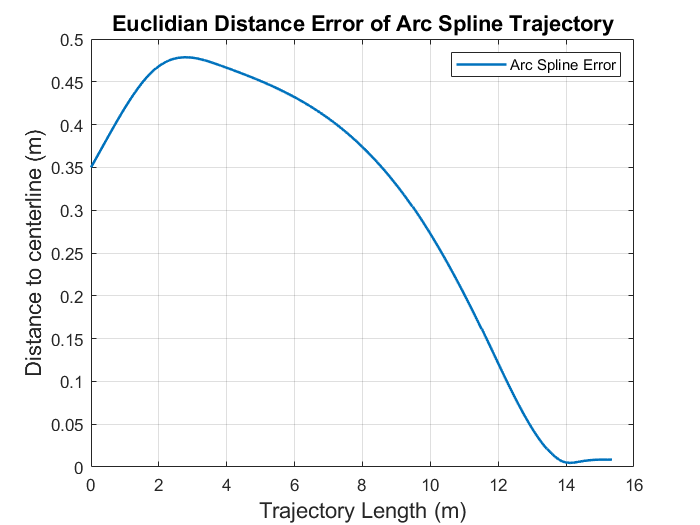 Euclidian Distance Error of Arc Spline Trajectory
Arc Spline Error
Distance to centerline (m)
0.5
0.45
0.4
0.35
0.3
0.25
0.2
0.15
0.1
0.05
0
0 2 4 6 8 10 12 14 16
Trajectory Length (m)